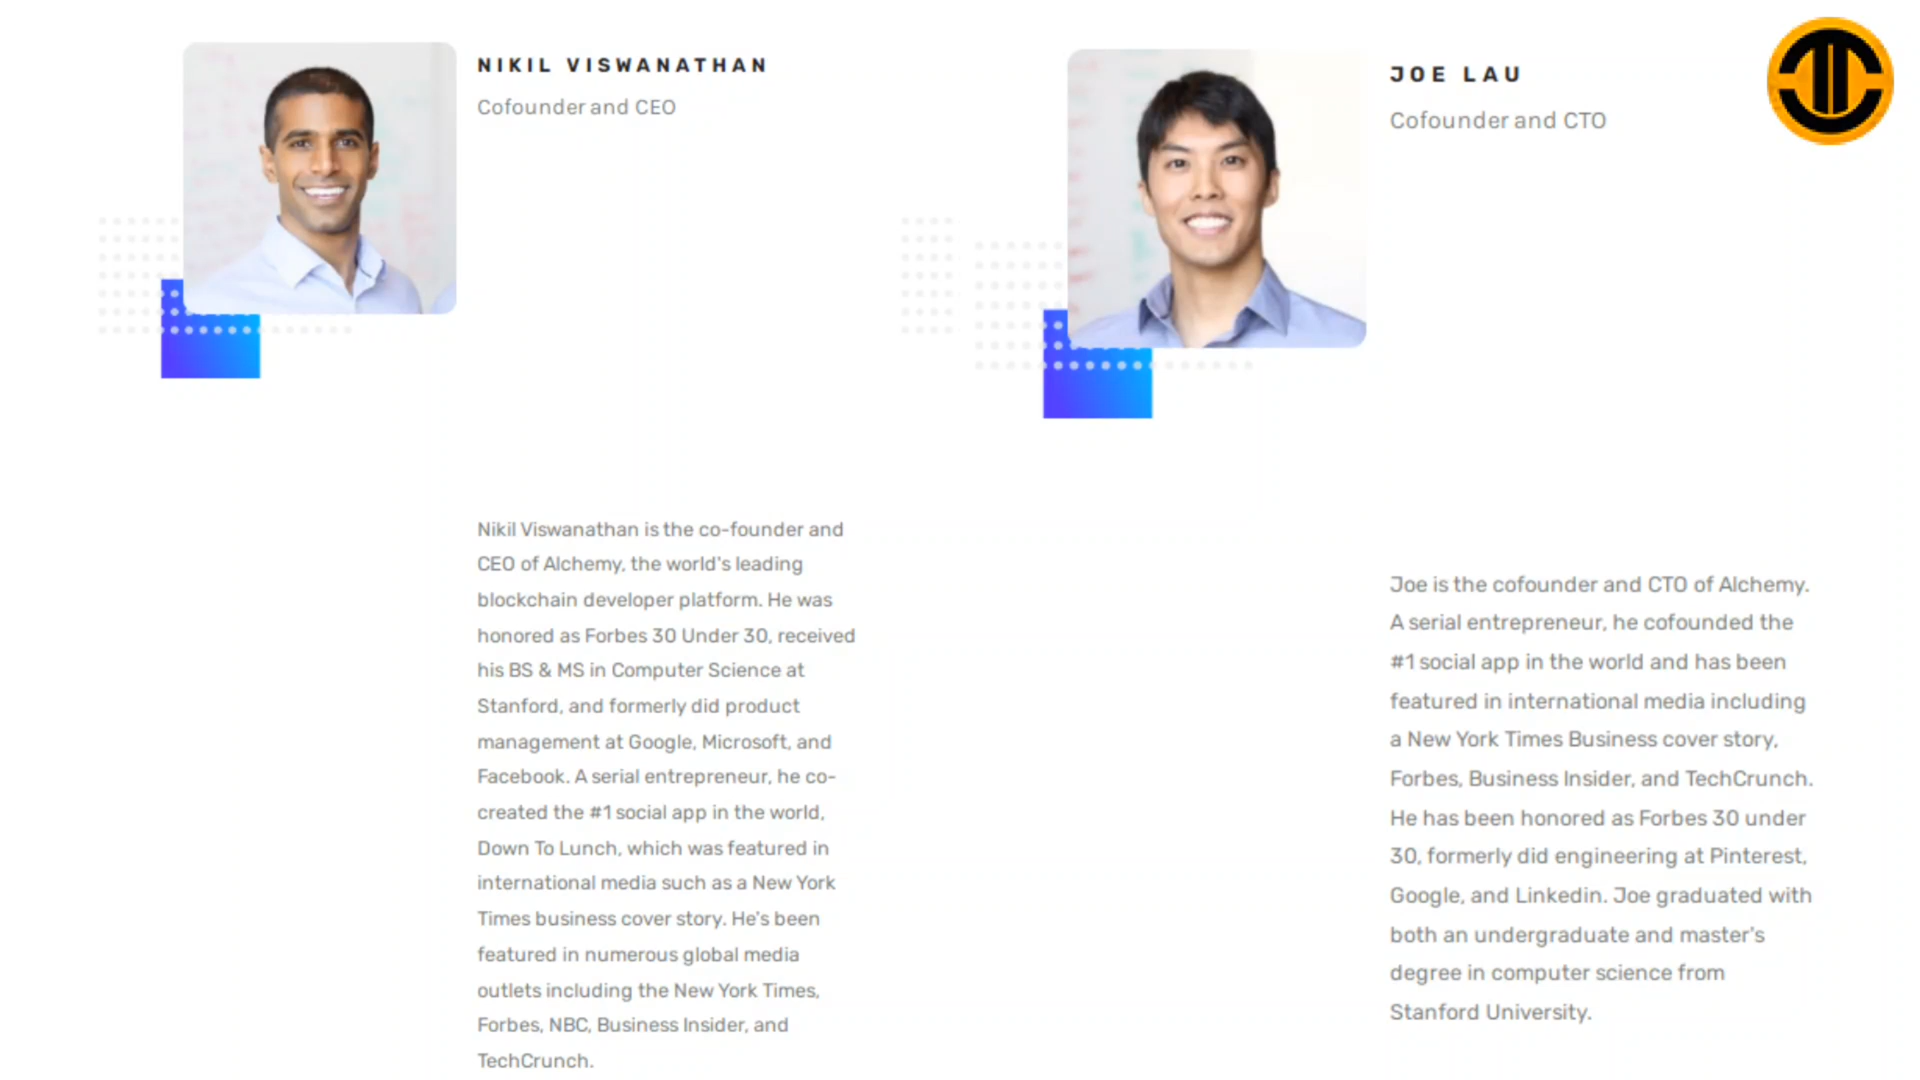 NIKIL VISWANATHAN
Cofounder and CEO
Nikil Viswanathan is the co-founder and
CEO of Alchemy, the world's leading
blockchain developer platform. He was
honored as Forbes 30 Under 30, received
his BS & MS in Computer Science at
Stanford, and formerly did product
management at Google, Microsoft, and
Facebook. A serial entrepreneur, he co-
created the #1 social app in the world,
Down To Lunch, which was featured in
international media such as a New York
Times business cover story. He's been
featured in numerous global media
outlets including the New York Times,
Forbes, NBC, Business Insider, and
TechCrunch.
JOE LAU
Cofounder and CTO
Joe is the cofounder and CTO of Alchemy.
A serial entrepreneur, he cofounded the
#1 social app in the world and has been
featured in international media including
a New York Times Business cover story,
Forbes, Business Insider, and TechCrunch.
He has been honored as Forbes 30 under
30, formerly did engineering at Pinterest,
Google, and Linkedin. Joe graduated with
both an undergraduate and master's
degree in computer science from
Stanford University.